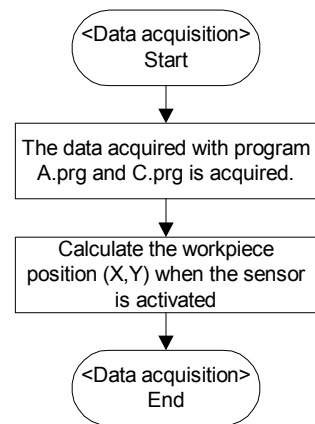 <Data acquisition>
Start
The data acquired with program
A.prg and C.prg is acquired.
Calculate the workpiece
position (X,Y) when the sensor
is activated
<Data acquisition>
End